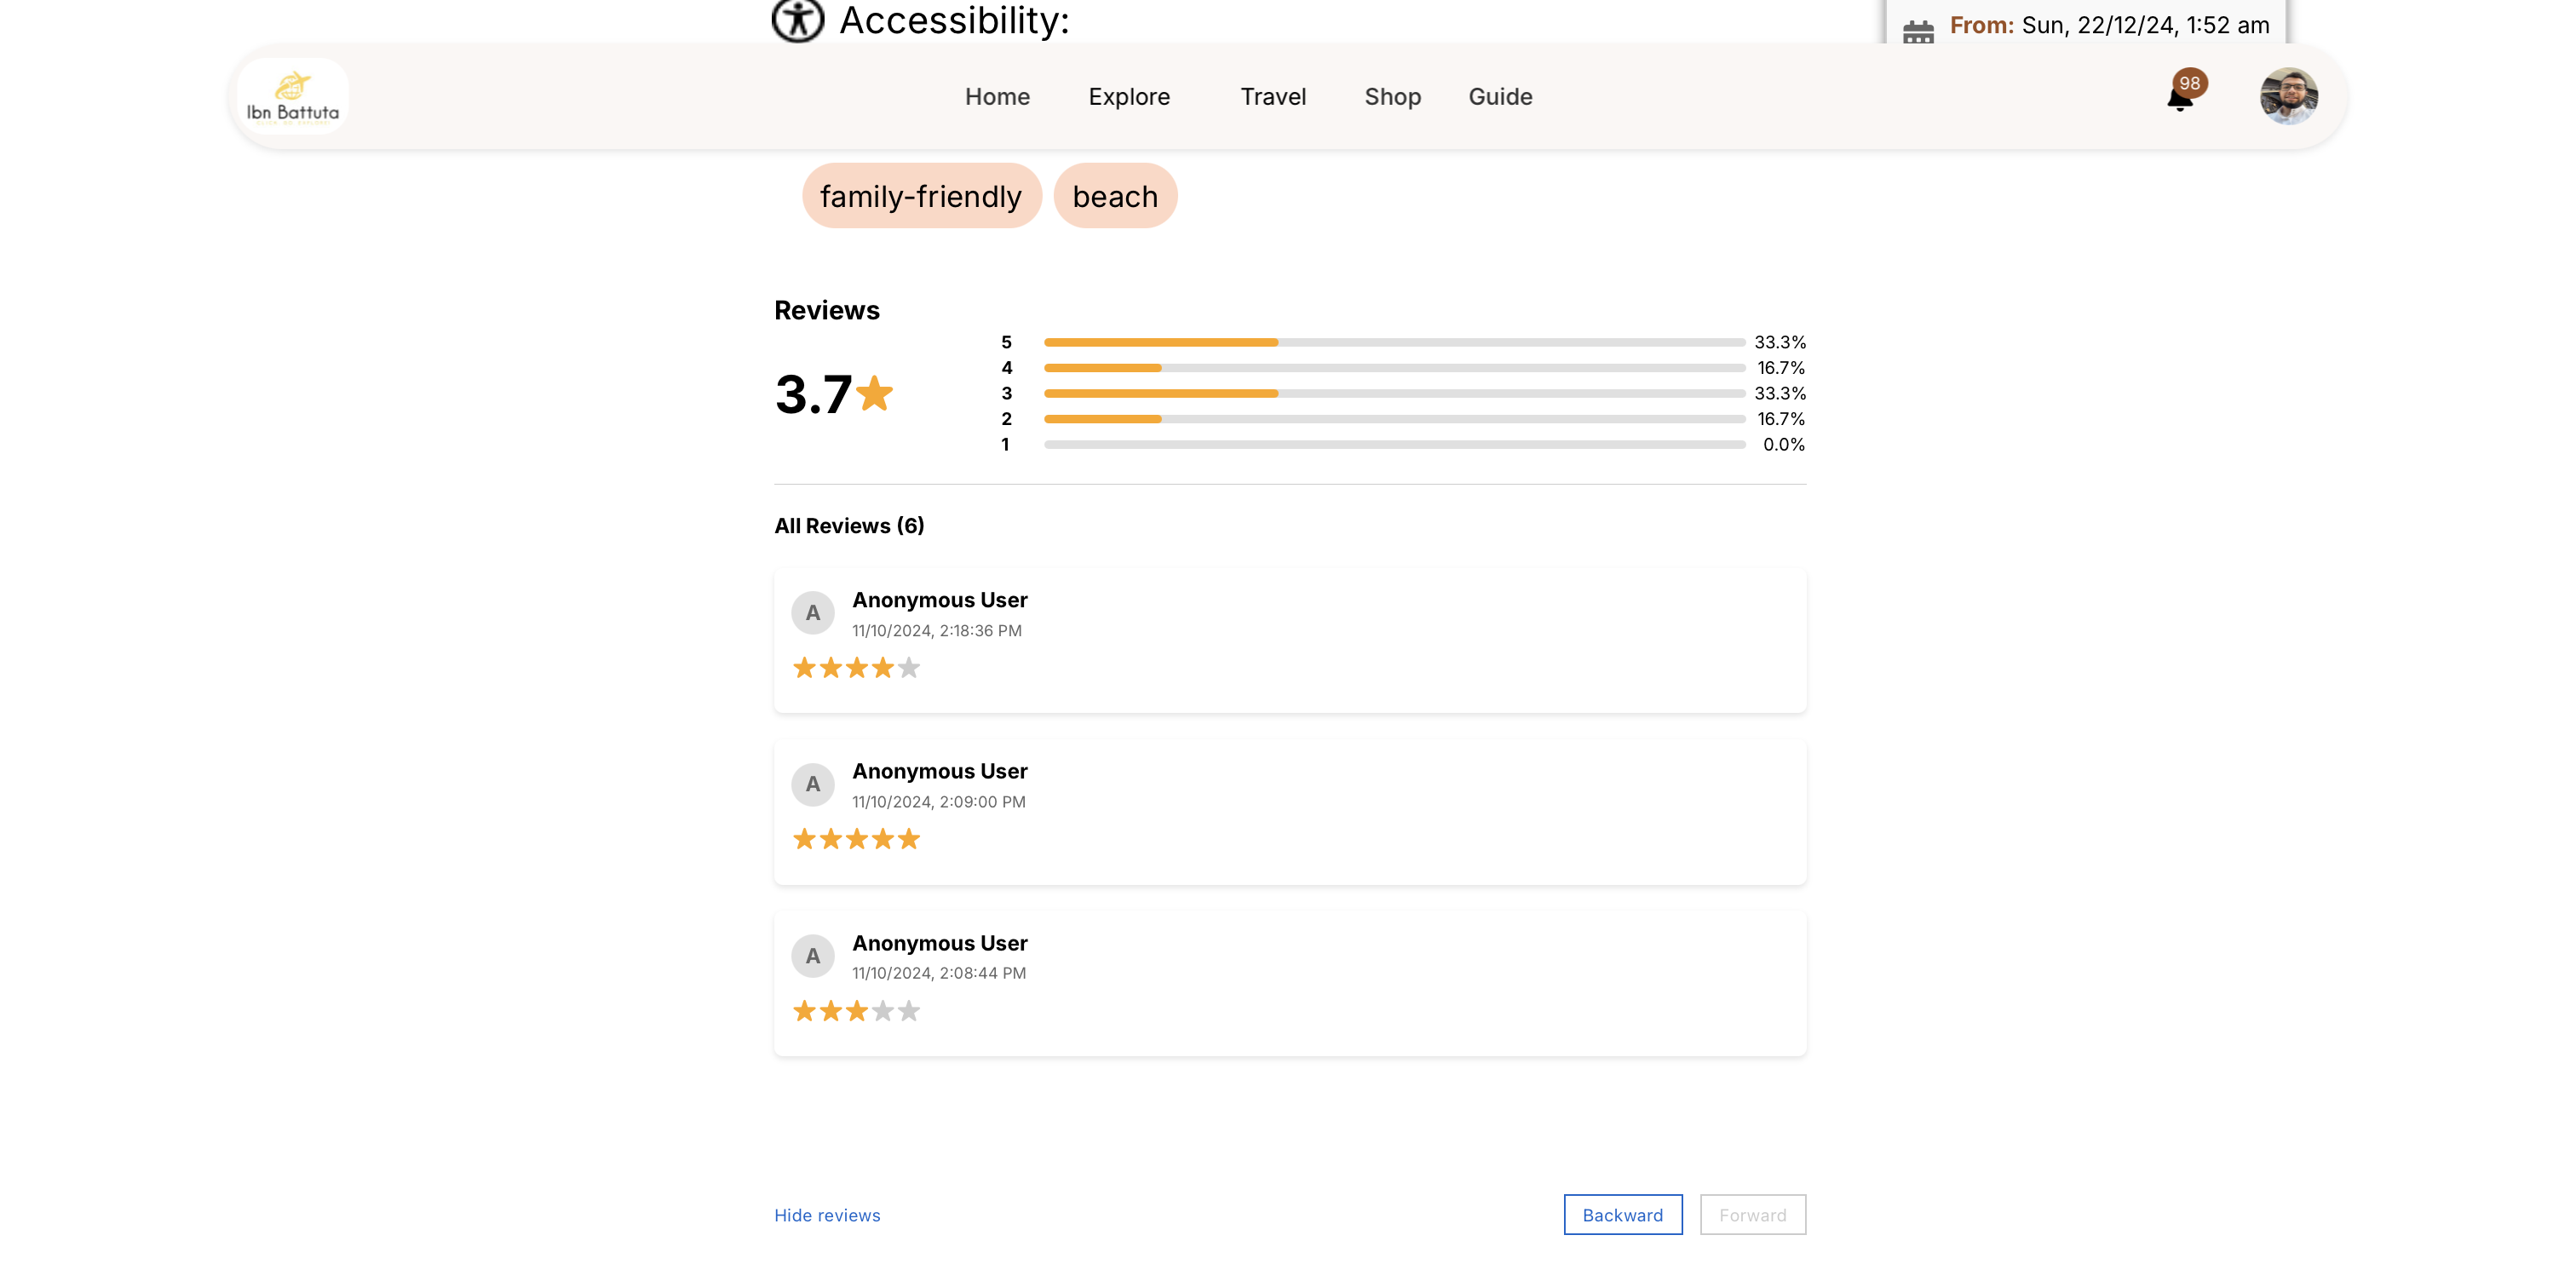 Accessibility:
From: Sun, 22/12/24, 1:52 am
Ibn Battuta
Home Explore Travel Shop Guide
98
family-friendly beach
Reviews
3.7
5 33.3%
4 16.7%
3 33.3%
2 16.7%
1 0.0%
All Reviews (6)
A
Anonymous User
11/10/2024, 2:18:36 PM
A
Anonymous User
11/10/2024, 2:09:00 PM
A
Anonymous User
11/10/2024, 2:08:44 PM
Hide reviews
Backward Forward